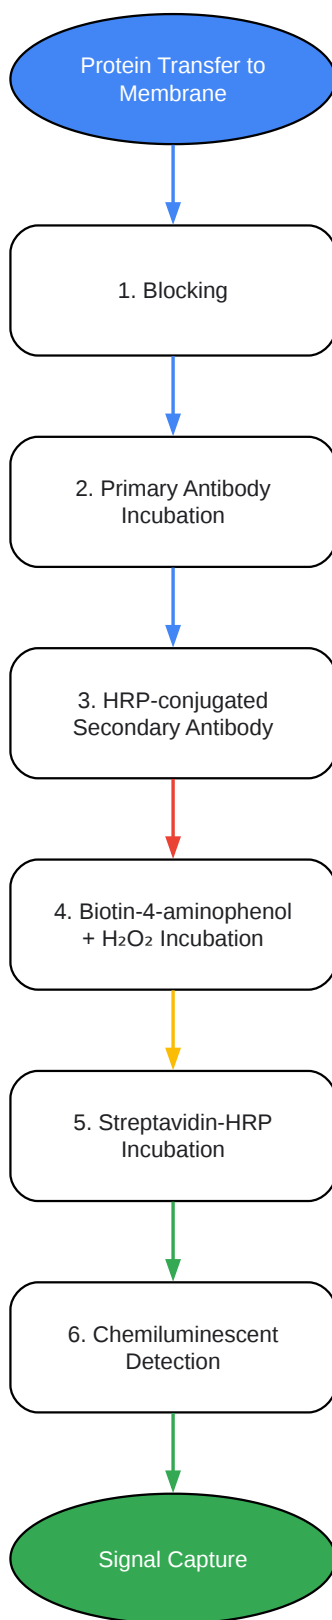 Protein Transfer to
Membrane
1. Blocking
2. Primary Antibody
Incubation
3. HRP-conjugated
Secondary Antibody
4. Biotin-4-aminophenol
+ H₂O₂ Incubation
5. Streptavidin-HRP
Incubation
6. Chemiluminescent
Detection
Signal Capture